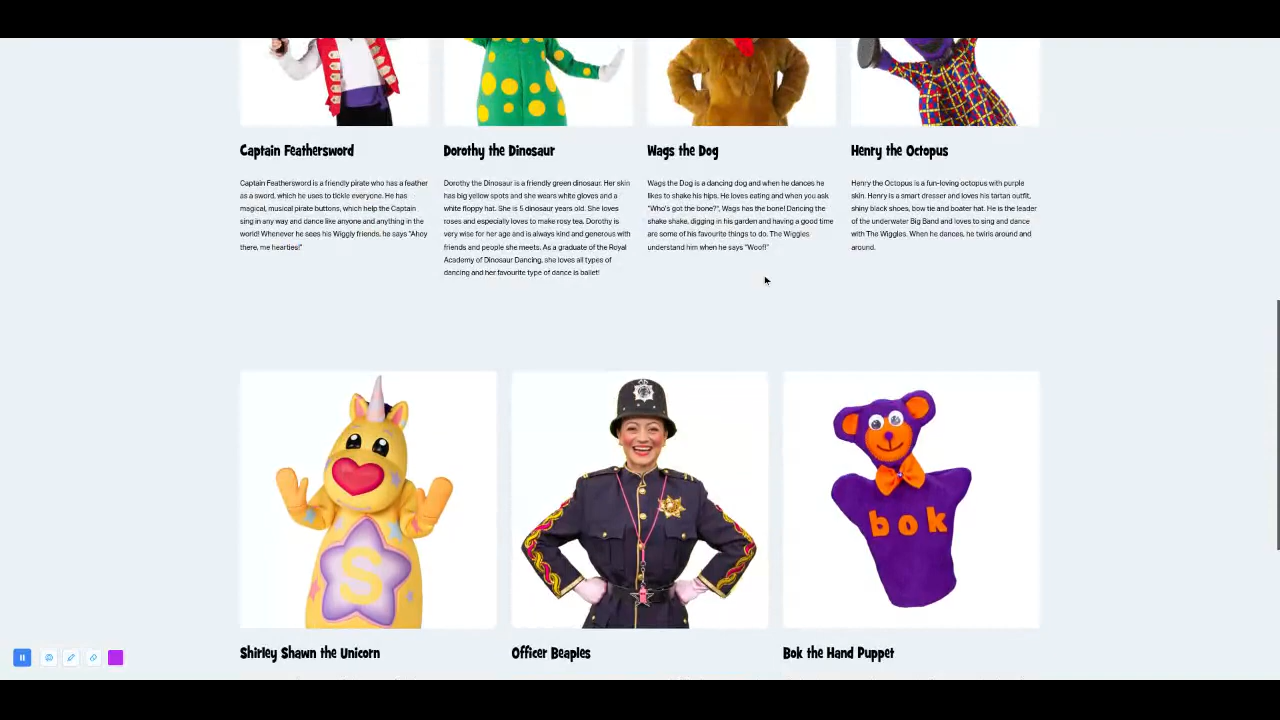 Captain Feathersword
Captain Feathersword is a friendly pirate who has a feather
as a sword, which he uses to tickle everyone. He has
magical, musical pirate buttons, which help the Captain
sing in any way and dance like anyone and anything in the
world! Whenever he sees his Wiggly friends, he says "Ahoy
there, me hearties!"
Dorothy the Dinosaur
Dorothy the Dinosaur is a friendly green dinosaur. Her skin
has big yellow spots and she wears white gloves and a
white floppy hat. She is 5 dinosaur years old. She loves
roses and especially loves to make rosy tea. Dorothy is
very wise for her age and is always kind and generous with
friends and people she meets. As a graduate of the Royal
Academy of Dinosaur Dancing, she loves all types of
dancing and her favourite type of dance is ballet!
Wags the Dog
Wags the Dog is a dancing dog and when he dances he
likes to shake his hips. He loves eating and when you ask
"Who's got the bone?", Wags has the bone! Dancing the
shake shake, digging in his garden and having a good time
are some of his favourite things to do. The Wiggles
understand him when he says "Woof!"
Henry the Octopus
Henry the Octopus is a fun-loving octopus with purple
skin. Henry is a smart dresser and loves his tartan outfit,
shiny black shoes, bow tie and boater hat. He is the leader
of the underwater Big Band and loves to sing and dance
with The Wiggles. When he dances, he twirls around and
around.
S
bok
Shirley Shawn the Unicorn
Officer Beaples
Bok the Hand Puppet